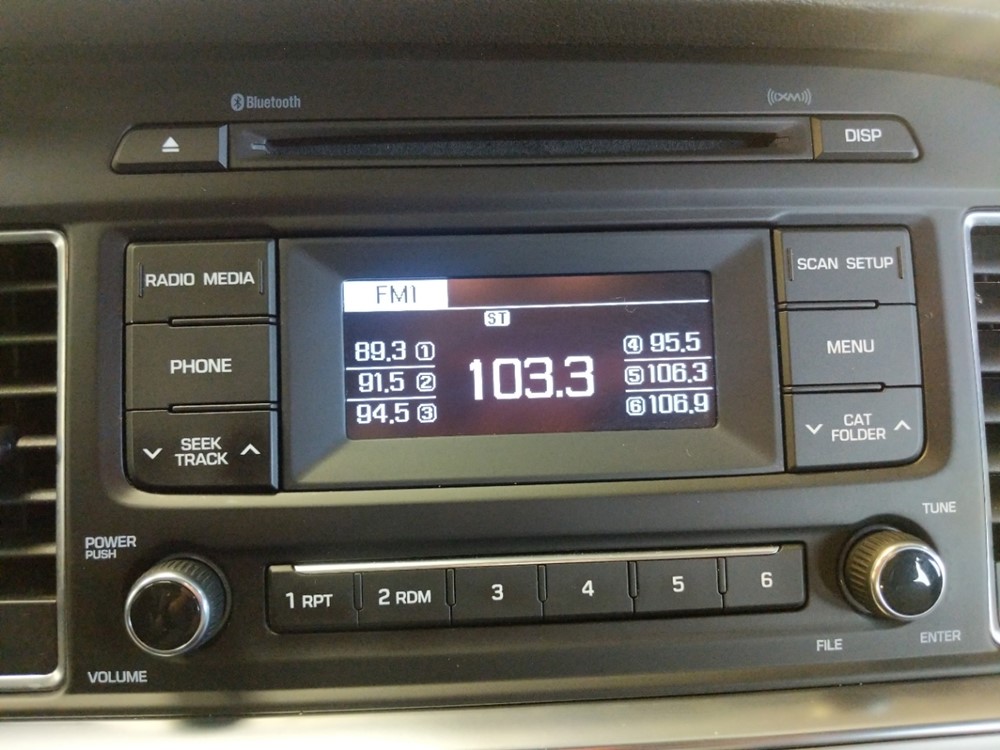 Bluetooth
((XM))
DISP
RADIO MEDIA
SCAN SETUP
FM1
ST
PHONE
MENU
89.3 1
91.5 2
94.5 3
103.3
4 95.5
5 106.3
6 106.9
SEEK
TRACK
CAT
FOLDER
POWER
PUSH
TUNE
1 RPT
2 RDM
3
4
5
6
VOLUME
FILE
ENTER